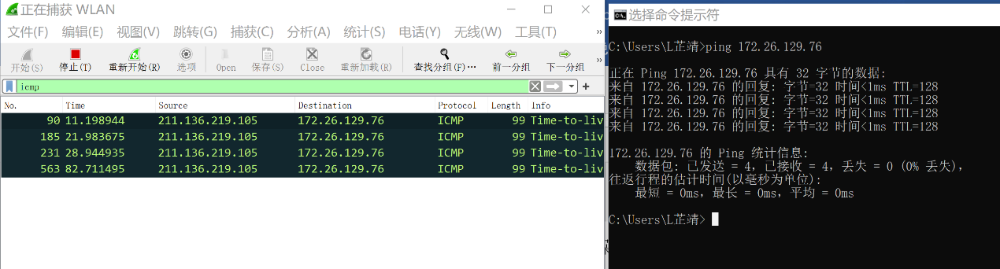 正在捕获 WLAN
文件(F) 编辑(E) 视图(V) 跳转(G) 捕获(C) 分析(A) 统计(S) 电话(Y) 无线(W) 工具(T) »
开始(S) 停止(T) 重新开始(R) 选项 Open 保存(S) Close 重新加载(R) 查找分组(F)… 前一分组 下一分组 »
icmp
No. Time Source Destination Protocol Length Info
90 11.198944 211.136.219.105 172.26.129.76 ICMP 99 Time-to-liv
185 21.983675 211.136.219.105 172.26.129.76 ICMP 99 Time-to-liv
231 28.944935 211.136.219.105 172.26.129.76 ICMP 99 Time-to-liv
563 82.711495 211.136.219.105 172.26.129.76 ICMP 99 Time-to-liv
选择命令提示符
C:\Users\L芷靖>ping 172.26.129.76
正在 Ping 172.26.129.76 具有 32 字节的数据:
来自 172.26.129.76 的回复: 字节=32 时间<1ms TTL=128
来自 172.26.129.76 的回复: 字节=32 时间<1ms TTL=128
来自 172.26.129.76 的回复: 字节=32 时间<1ms TTL=128
来自 172.26.129.76 的回复: 字节=32 时间<1ms TTL=128
172.26.129.76 的 Ping 统计信息:
数据包: 已发送 = 4，已接收 = 4，丢失 = 0 (0% 丢失)，
往返行程的估计时间(以毫秒为单位):
最短 = 0ms，最长 = 0ms，平均 = 0ms
C:\Users\L芷靖>